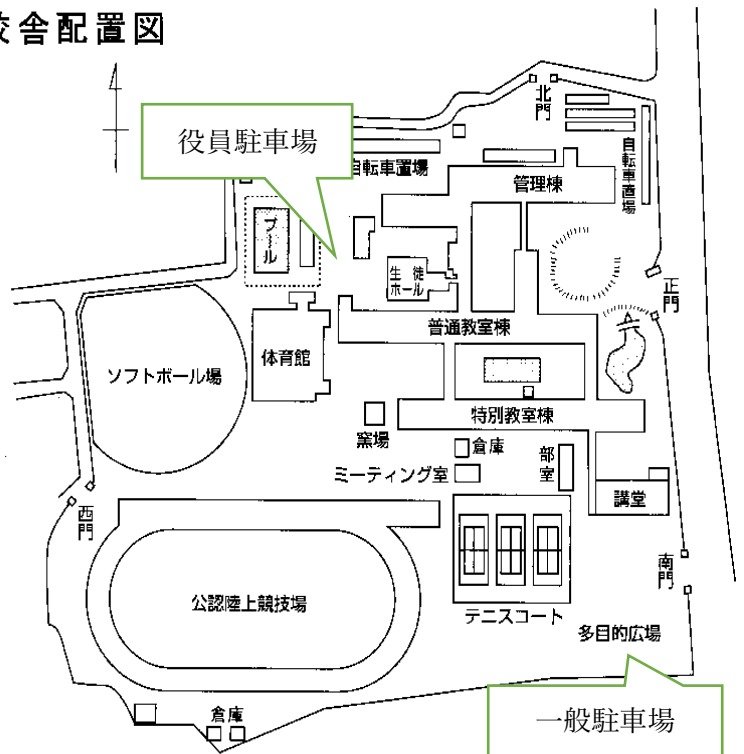 校舎配置図
役員駐車場
北門
自転車置場
自転車置場
管理棟
プール
生徒
ホール
正門
普通教室棟
体育館
ソフトボール場
特別教室棟
窯場
倉庫
部室
ミーティング室
講堂
西門
南門
公認陸上競技場
テニスコート
多目的広場
倉庫
一般駐車場